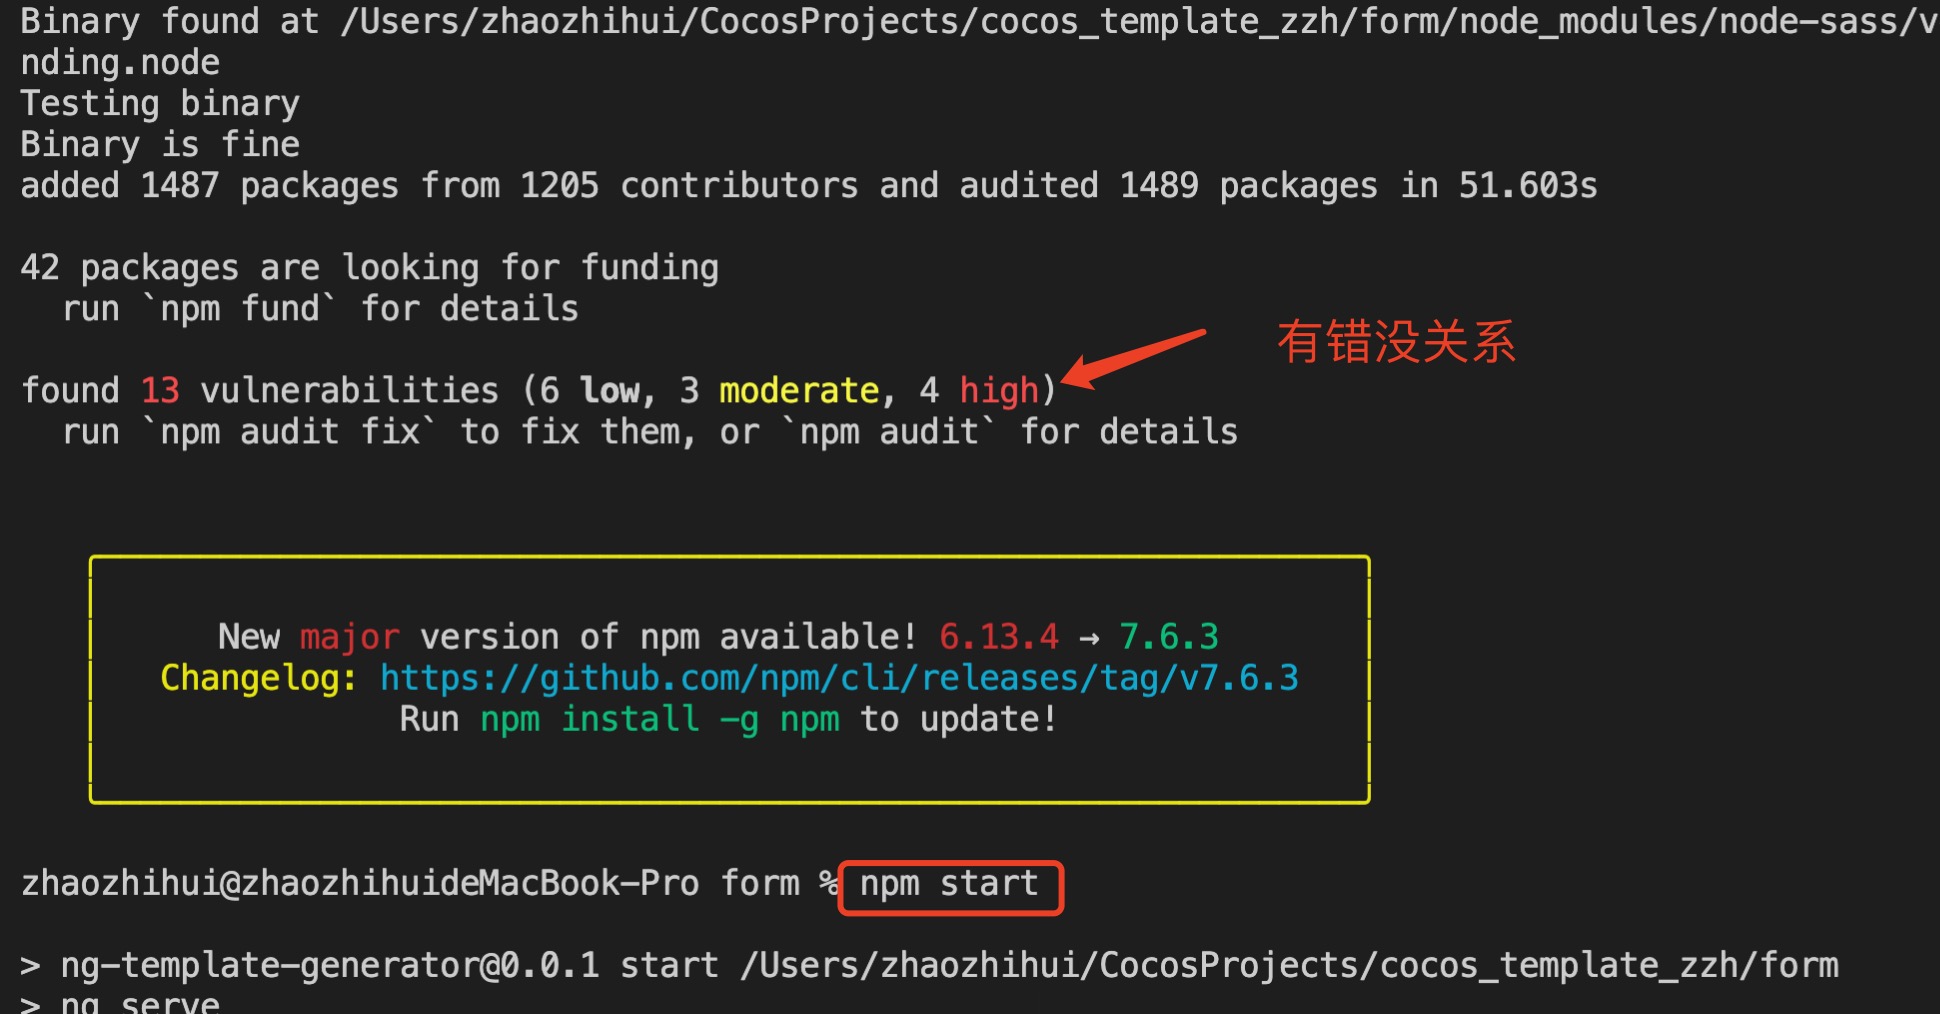 Binary found at /Users/zhaozhihui/CocosProjects/cocos_template_zzh/form/node_modules/node-sass/v
nding.node
Testing binary
Binary is fine
added 1487 packages from 1205 contributors and audited 1489 packages in 51.603s
42 packages are looking for funding
run `npm fund` for details
有错没关系
found 13 vulnerabilities (6 low, 3 moderate, 4 high)
run `npm audit fix` to fix them, or `npm audit` for details
New major version of npm available! 6.13.4 → 7.6.3
Changelog: https://github.com/npm/cli/releases/tag/v7.6.3
Run npm install -g npm to update!
zhaozhihui@zhaozhihuideMacBook-Pro form % npm start
> ng-template-generator@0.0.1 start /Users/zhaozhihui/CocosProjects/cocos_template_zzh/form
> ng serve